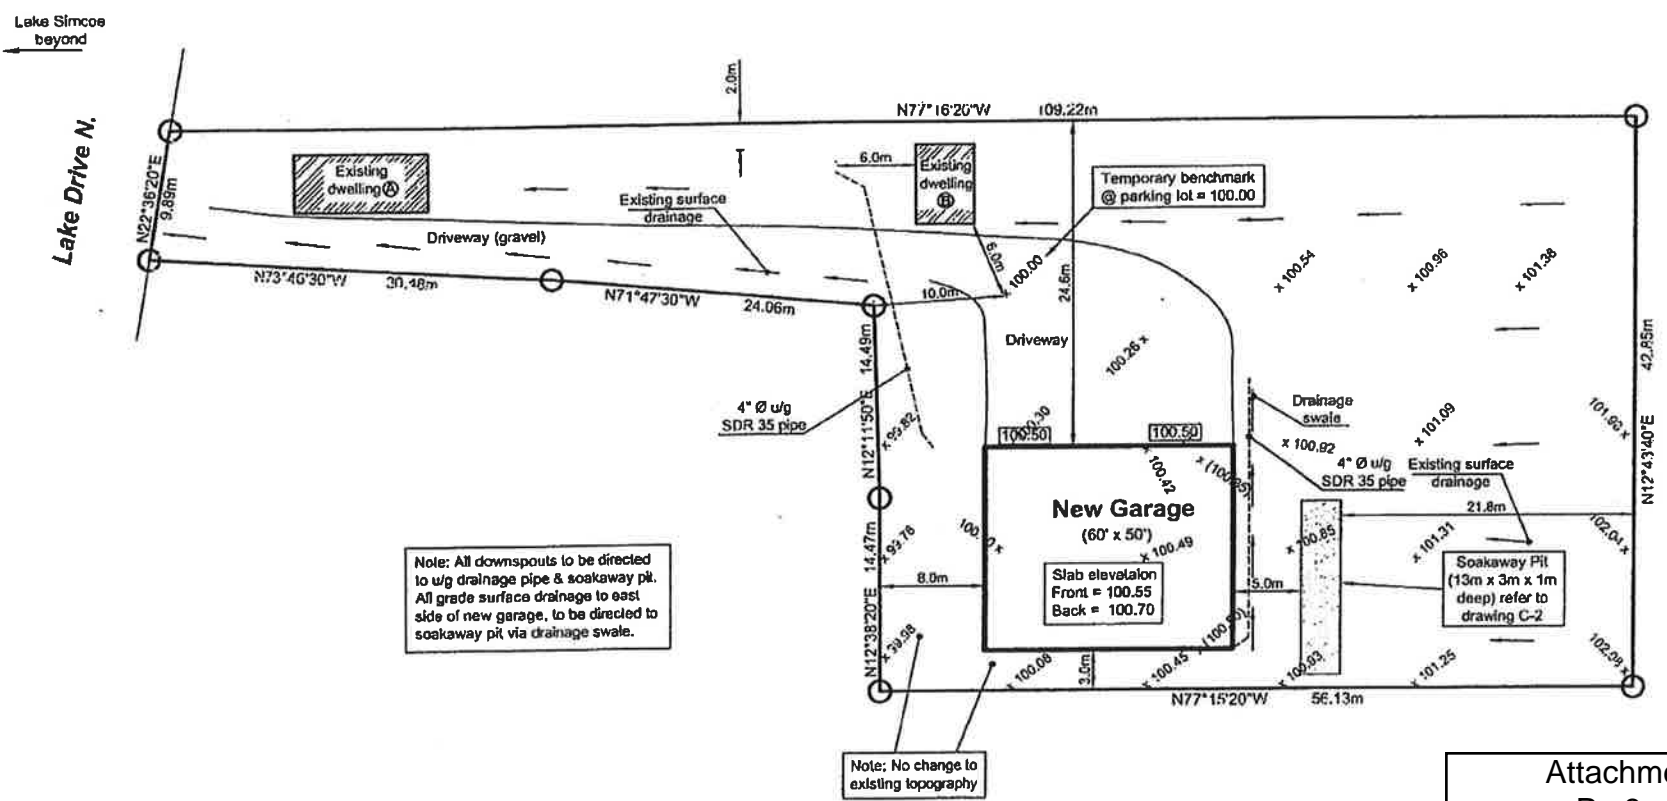 Lake Simcoe
beyond
Lake Drive N.
N22°36'20"E
9.89m
2.0m
N77°16'20"W 109.22m
Existing
dwelling Ⓐ
Existing surface
drainage
Driveway (gravel)
6.0m
Existing
dwelling
Ⓑ
Temporary benchmark
@ parking lot = 100.00
N73°46'30"W 30.48m
N71°47'30"W 24.06m
10.0m
6.0m
x 100.00
24.6m
x 100.54
x 100.96
x 101.38
Driveway
100.26 x
14.49m
N12°11'50"E
4" Ø u/g
SDR 35 pipe
x 99.82
100.50
100.50
Drainage
swale
x 100.92
x 101.09
101.90 x
42.85m
N12°43'40"E
4" Ø u/g
SDR 35 pipe
Existing surface
drainage
21.8m
x 100.42
New Garage
(60' x 50')
x 100.49
Slab elevataion
Front = 100.55
Back = 100.70
x 99.76
14.47m
N12°38'20"E
8.0m
5.0m
x 100.85
x 101.31
102.04 x
Soakaway Pit
(13m x 3m x 1m
deep) refer to
drawing C-2
Note: All downspouts to be directed
to u/g drainage pipe & soakaway pit.
All grade surface drainage to east
side of new garage, to be directed to
soakaway pit via drainage swale.
x 39.98
x 100.08
3.0m
x 100.45
x 100.93
x 101.25
102.08 x
N77°15'20"W 56.13m
Note: No change to
existing topography
Attachme